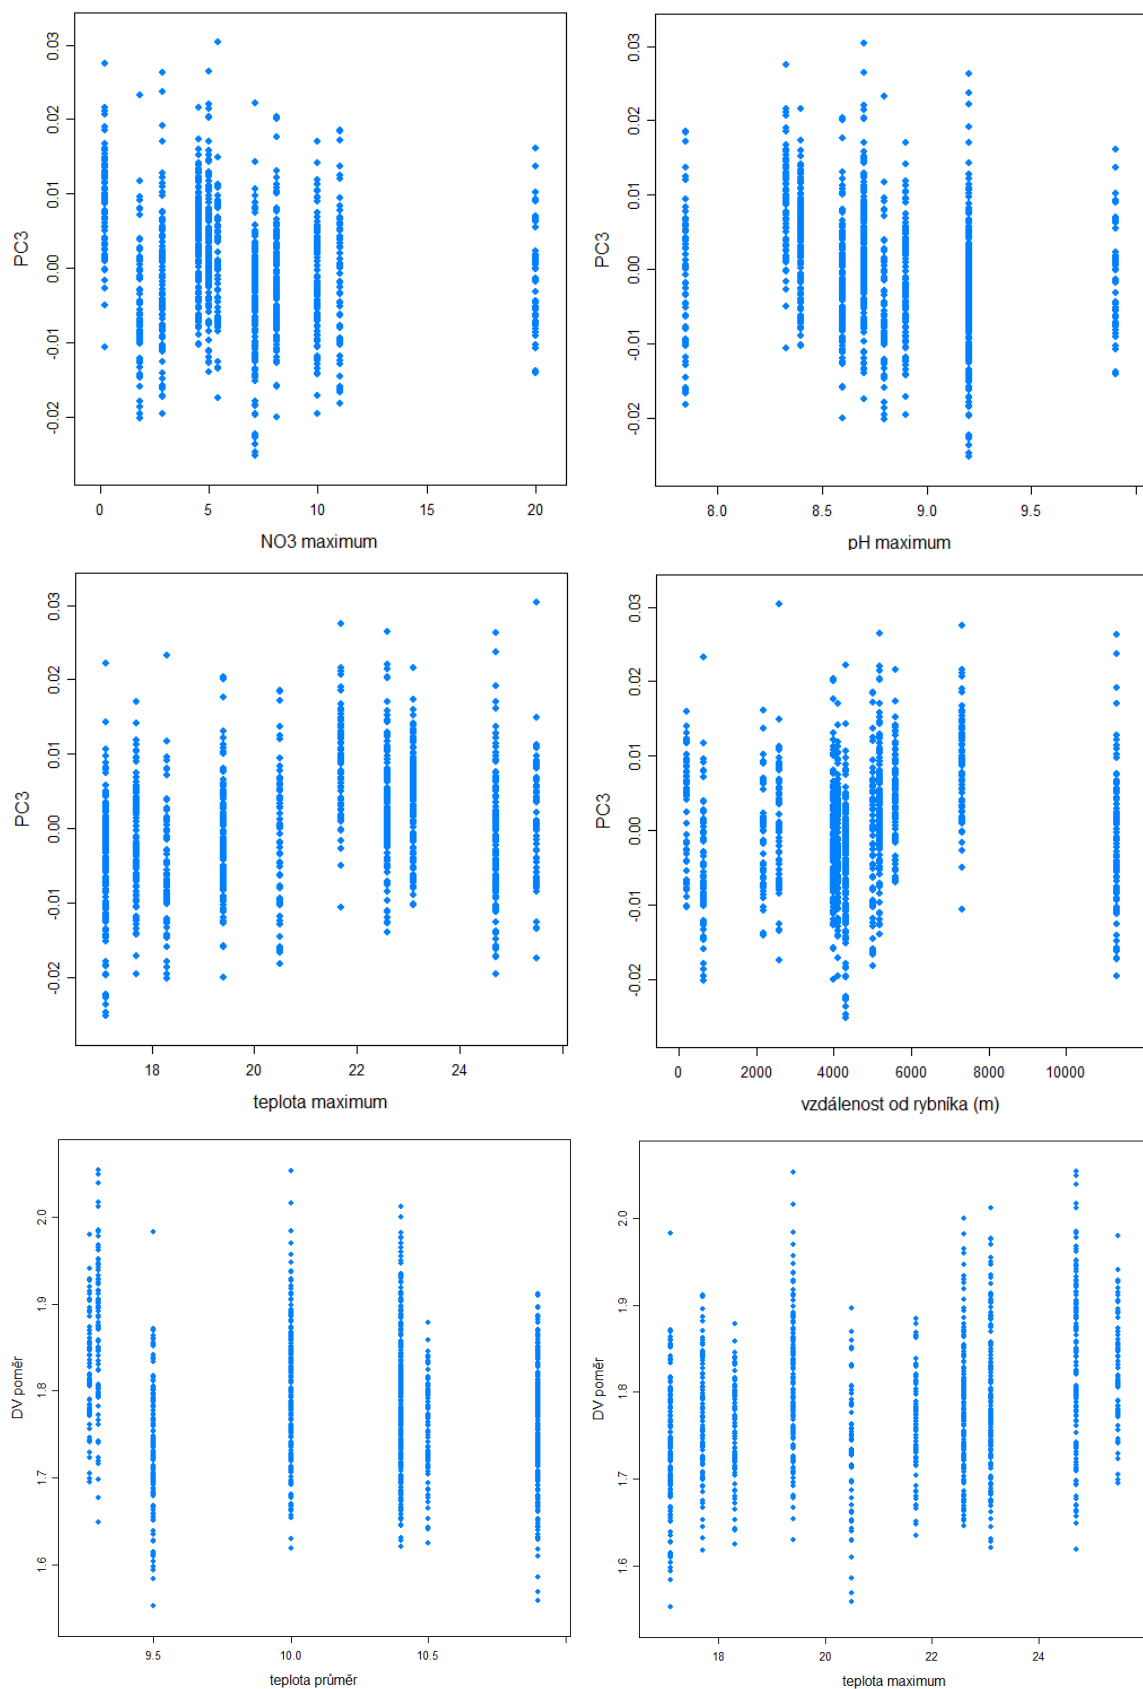 PC3
0.03
0.02
0.01
0.00
-0.01
-0.02
0 5 10 15 20
NO3 maximum
PC3
0.03
0.02
0.01
0.00
-0.01
-0.02
8.0 8.5 9.0 9.5
pH maximum
PC3
0.03
0.02
0.01
0.00
-0.01
-0.02
18 20 22 24
teplota maximum
PC3
0.03
0.02
0.01
0.00
-0.01
-0.02
0 2000 4000 6000 8000 10000
vzdálenost od rybníka (m)
DV poměr
2.0
1.9
1.8
1.7
1.6
9.5 10.0 10.5
teplota průměr
DV poměr
2.0
1.9
1.8
1.7
1.6
18 20 22 24
teplota maximum